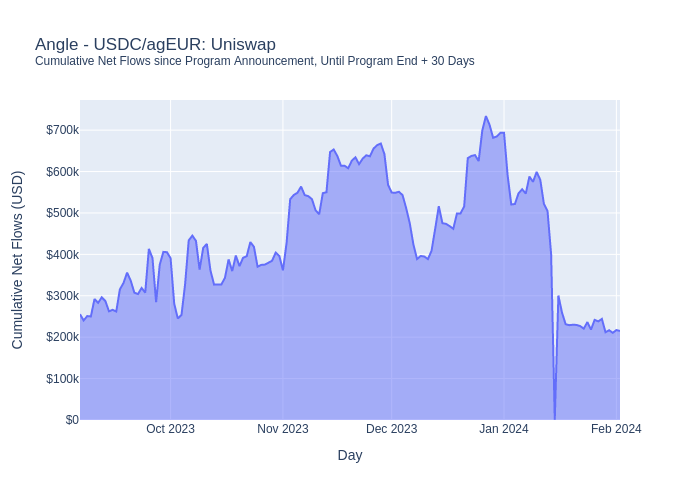 Angle - USDC/agEUR: Uniswap
Cumulative Net Flows since Program Announcement, Until Program End + 30 Days
Cumulative Net Flows (USD)
$700k
$600k
$500k
$400k
$300k
$200k
$100k
$0
Oct 2023 Nov 2023 Dec 2023 Jan 2024 Feb 2024
Day